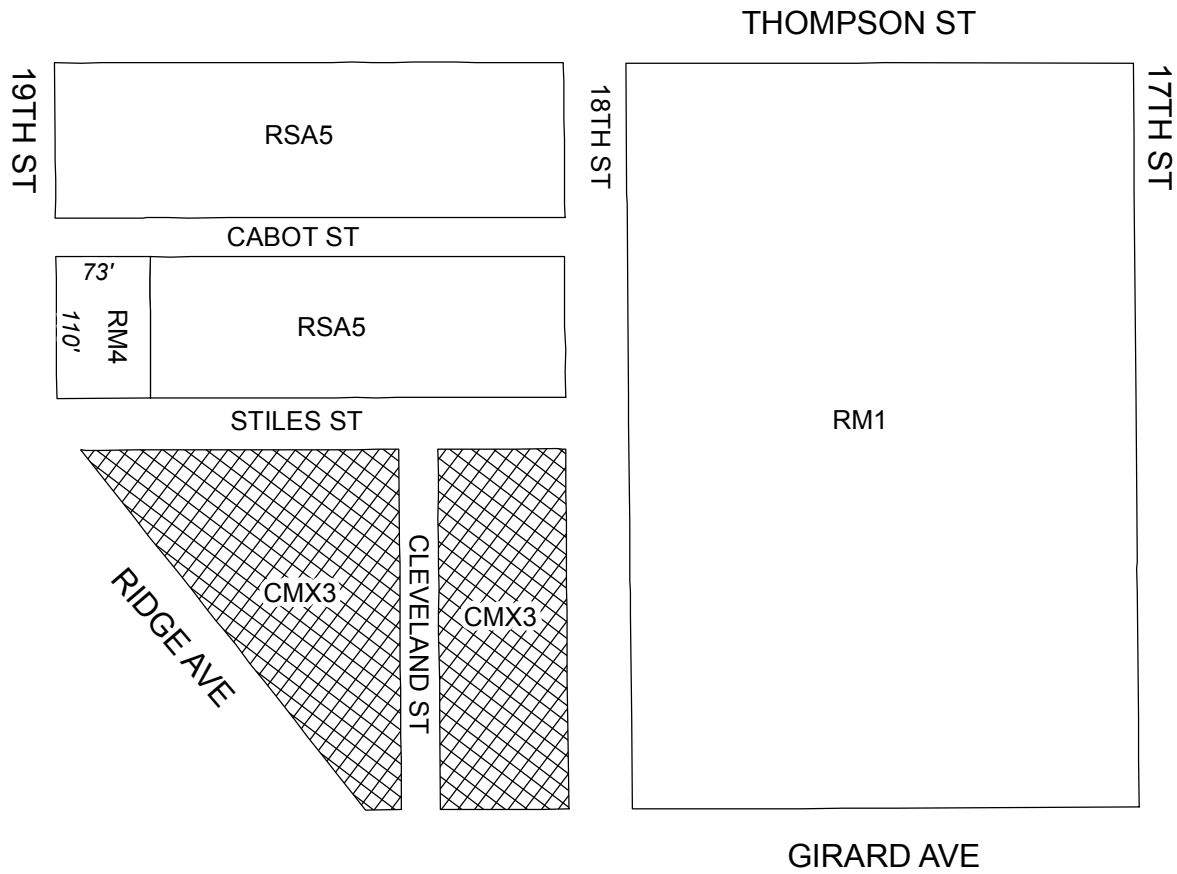 THOMPSON ST
19TH ST
RSA5
18TH ST
17TH ST
CABOT ST
73'
110'
RM4
RSA5
STILES ST
RM1
RIDGE AVE
CMX3
CLEVELAND ST
CMX3
GIRARD AVE